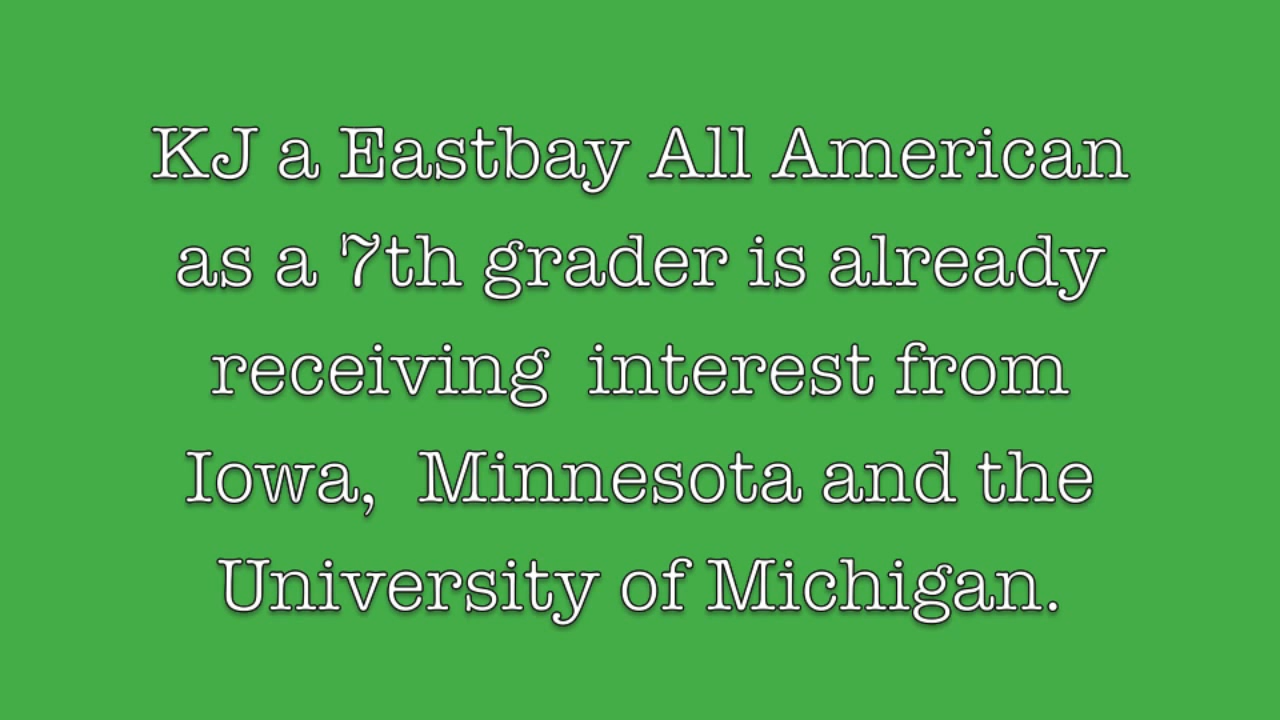 KJ a Eastbay All American
as a 7th grader is already
receiving  interest from
Iowa,  Minnesota and the
University of Michigan.